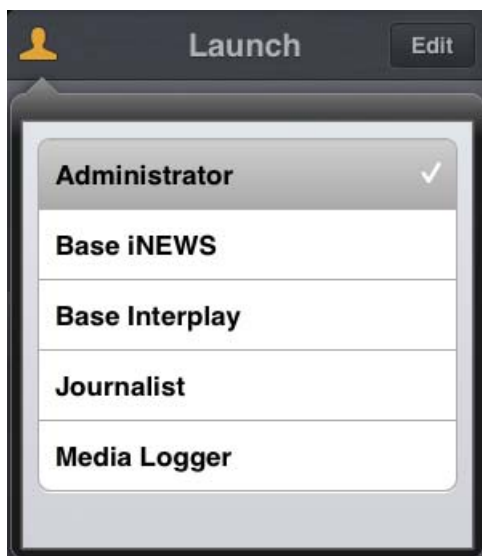 Launch
Edit
Administrator
Base iNEWS
Base Interplay
Journalist
Media Logger